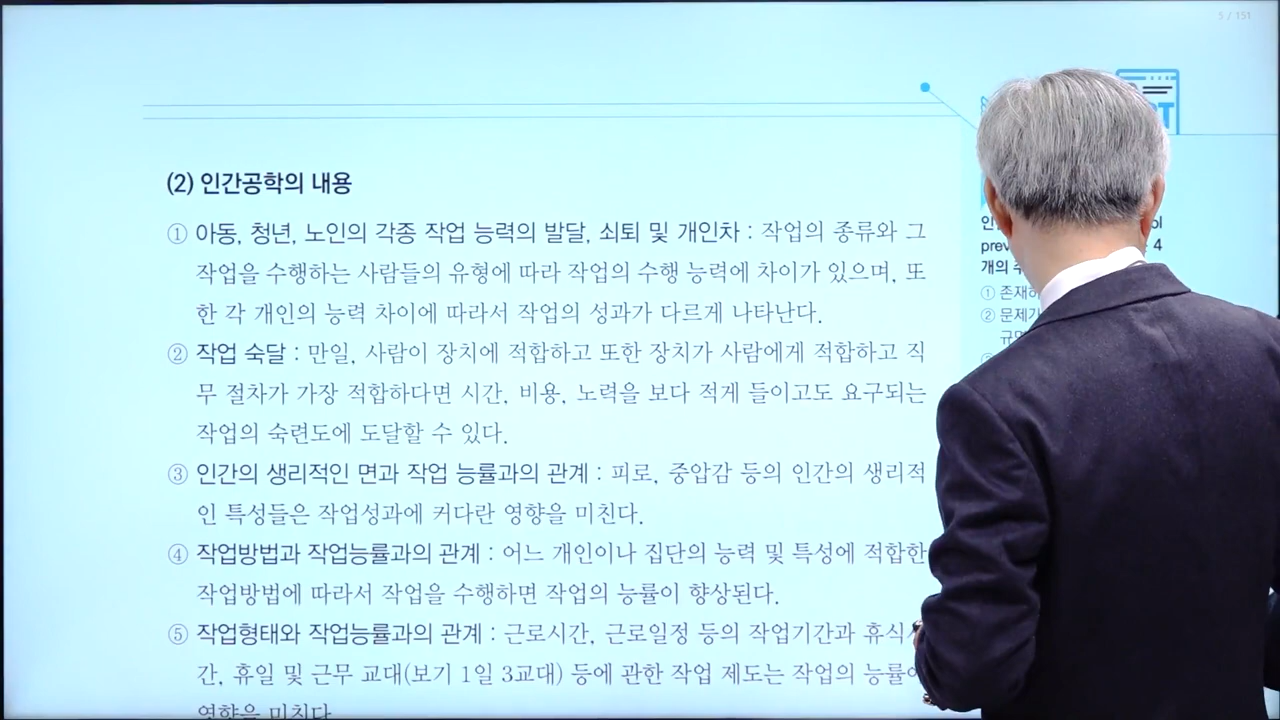 5 / 151
(2) 인간공학의 내용
① 아동, 청년, 노인의 각종 작업 능력의 발달, 쇠퇴 및 개인차 : 작업의 종류와 그
작업을 수행하는 사람들의 유형에 따라 작업의 수행 능력에 차이가 있으며, 또
한 각 개인의 능력 차이에 따라서 작업의 성과가 다르게 나타난다.
② 작업 숙달 : 만일, 사람이 장치에 적합하고 또한 장치가 사람에게 적합하고 직
무 절차가 가장 적합하다면 시간, 비용, 노력을 보다 적게 들이고도 요구되는
작업의 숙련도에 도달할 수 있다.
③ 인간의 생리적인 면과 작업 능률과의 관계 : 피로, 중압감 등의 인간의 생리적
인 특성들은 작업성과에 커다란 영향을 미친다.
④ 작업방법과 작업능률과의 관계 : 어느 개인이나 집단의 능력 및 특성에 적합한
작업방법에 따라서 작업을 수행하면 작업의 능률이 향상된다.
⑤ 작업형태와 작업능률과의 관계 : 근로시간, 근로일정 등의 작업기간과 휴식시
간, 휴일 및 근무 교대(보기 1일 3교대) 등에 관한 작업 제도는 작업의 능률에
영향을 미친다
4
개의
①
② 문제가